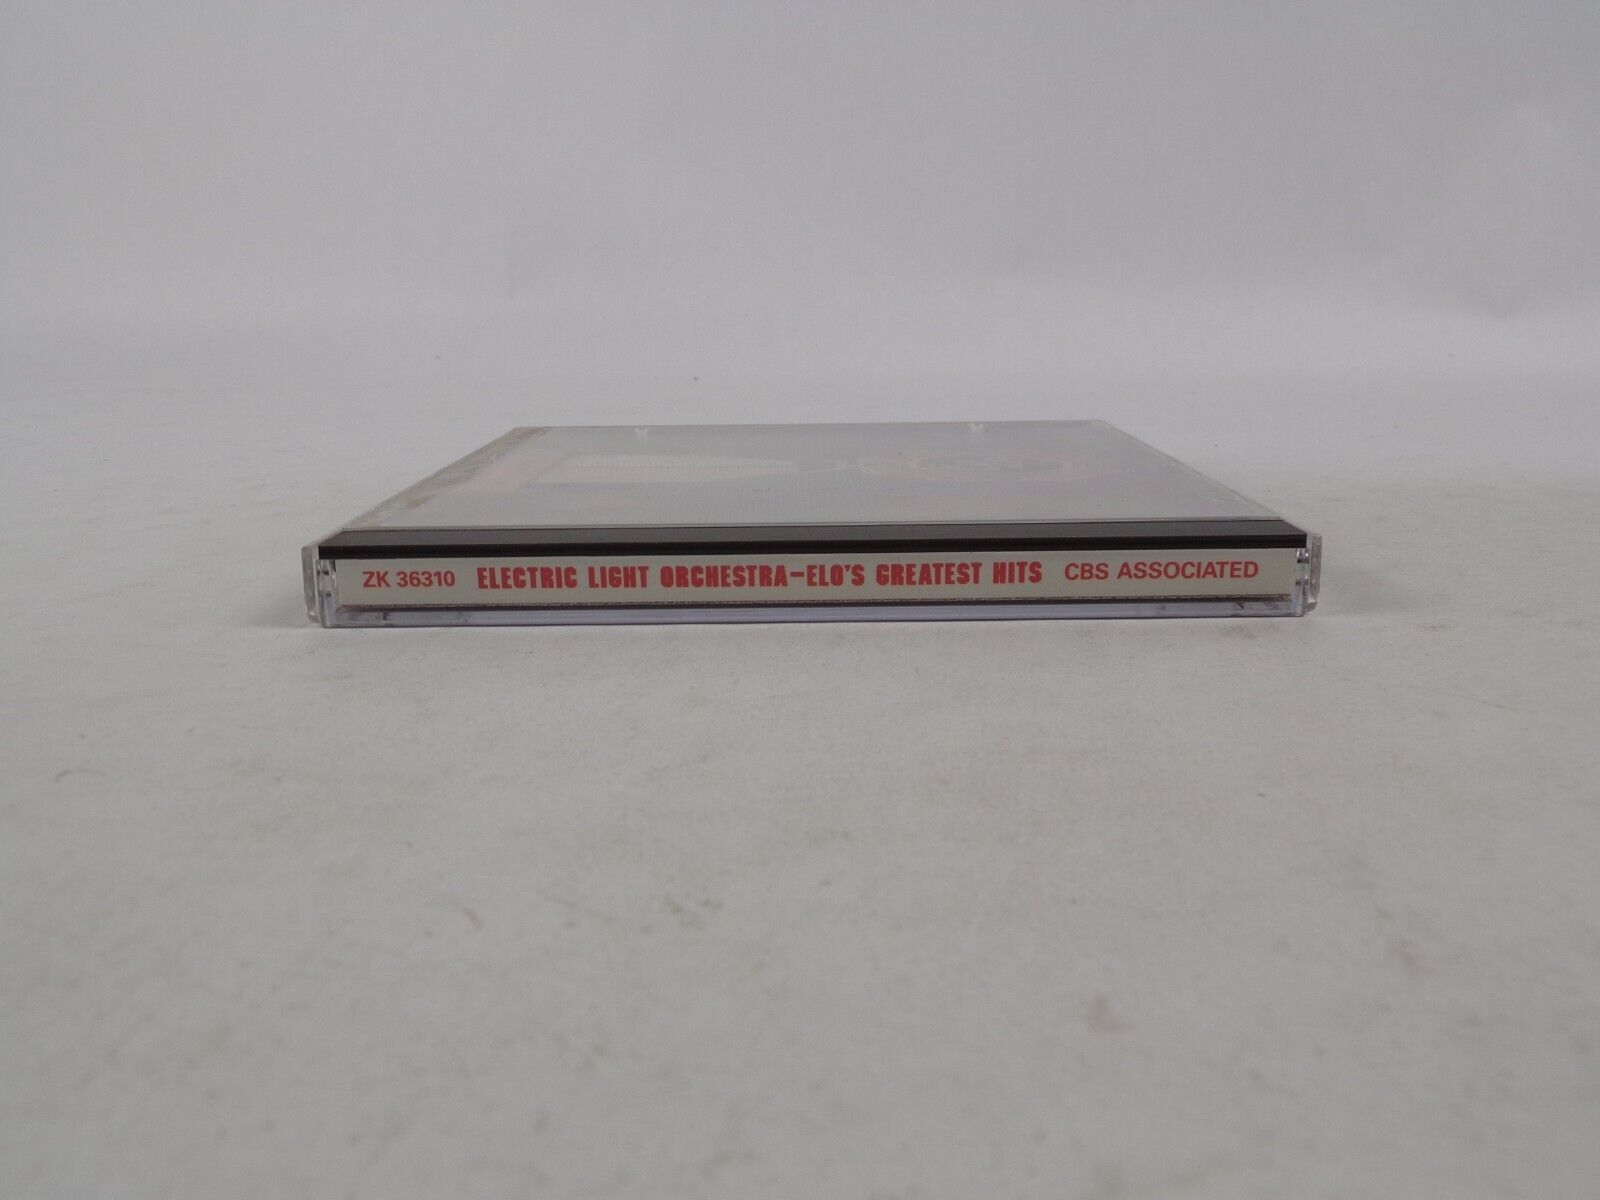 ZK 36310 ELECTRIC LIGHT ORCHESTRA-ELO'S GREATEST HITS CBS ASSOCIATED